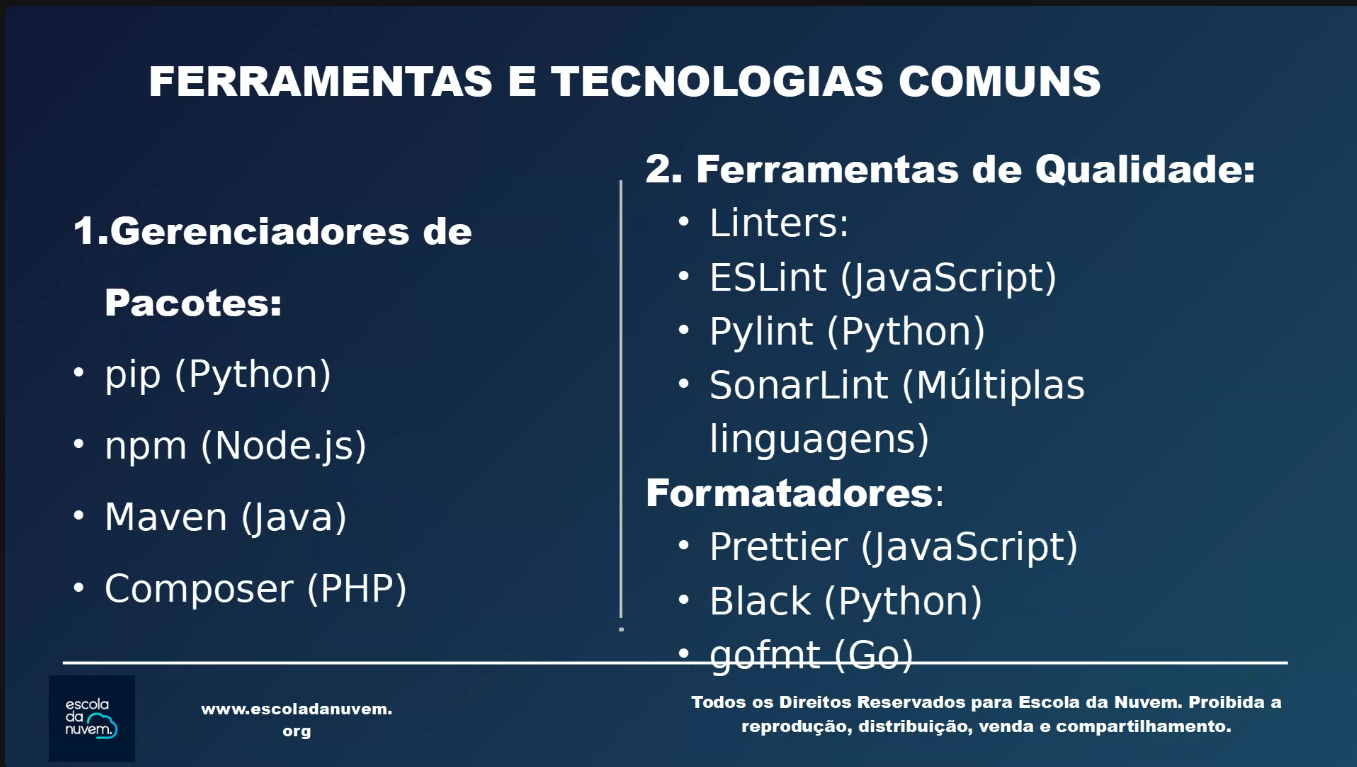 FERRAMENTAS E TECNOLOGIAS COMUNS
1.Gerenciadores de
Pacotes:
• pip (Python)
• npm (Node.js)
• Maven (Java)
• Composer (PHP)
2. Ferramentas de Qualidade:
• Linters:
• ESLint (JavaScript)
• Pylint (Python)
• SonarLint (Múltiplas
linguagens)
Formatadores:
• Prettier (JavaScript)
• Black (Python)
• gofmt (Go)
escola
da
nuvem.
www.escoladanuvem.
org
Todos os Direitos Reservados para Escola da Nuvem. Proibida a
reprodução, distribuição, venda e compartilhamento.